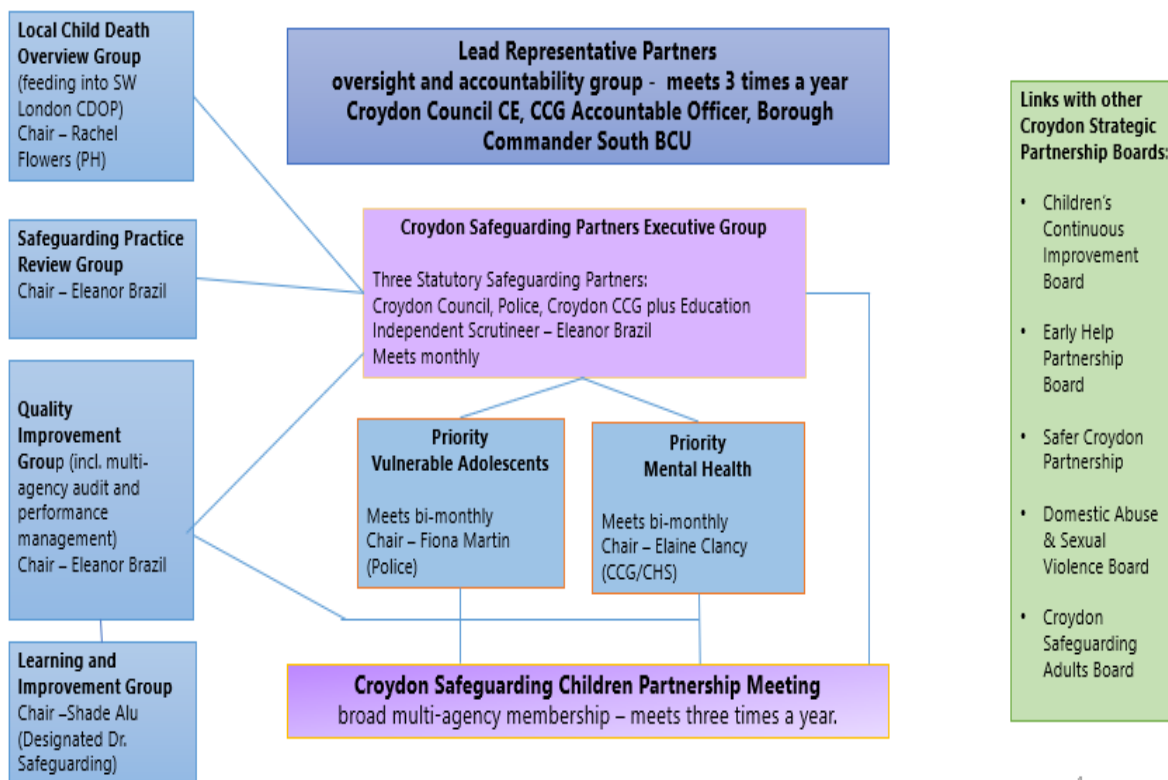 Local Child Death
Overview Group
(feeding into SW
London CDOP)
Chair – Rachel
Flowers (PH)
Safeguarding Practice
Review Group
Chair – Eleanor Brazil
Quality
Improvement
Group (incl. multi-
agency audit and
performance
management)
Chair – Eleanor Brazil
Learning and
Improvement Group
Chair –Shade Alu
(Designated Dr.
Safeguarding)
Lead Representative Partners
oversight and accountability group -  meets 3 times a year
Croydon Council CE, CCG Accountable Officer, Borough
Commander South BCU
Croydon Safeguarding Partners Executive Group
Three Statutory Safeguarding Partners:
Croydon Council, Police, Croydon CCG plus Education
Independent Scrutineer – Eleanor Brazil
Meets monthly
Priority
Vulnerable Adolescents
Meets bi-monthly
Chair – Fiona Martin
(Police)
Priority
Mental Health
Meets bi-monthly
Chair – Elaine Clancy
(CCG/CHS)
Croydon Safeguarding Children Partnership Meeting
broad multi-agency membership – meets three times a year.
Links with other
Croydon Strategic
Partnership Boards:
• Children's
Continuous
Improvement
Board
• Early Help
Partnership
Board
• Safer Croydon
Partnership
• Domestic Abuse
& Sexual
Violence Board
• Croydon
Safeguarding
Adults Board